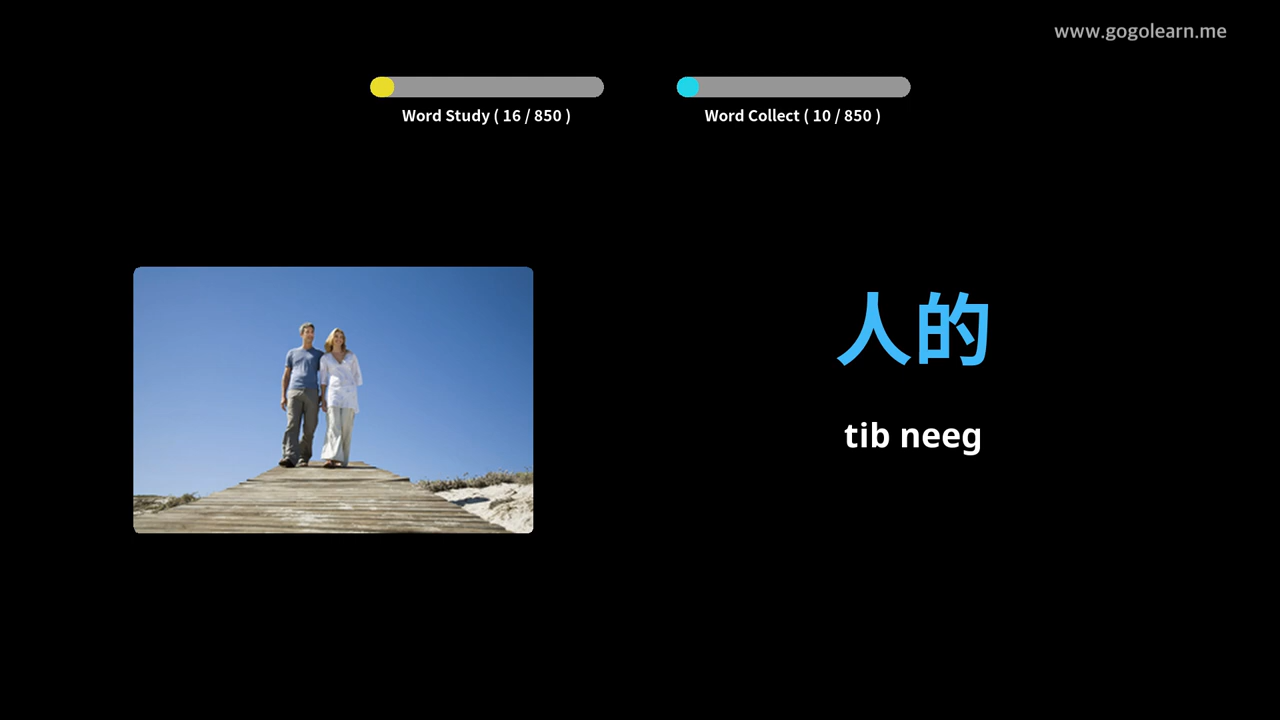 www.gogolearn.me
Word Study ( 16 / 850 )
Word Collect ( 10 / 850 )
人的
tib neeg